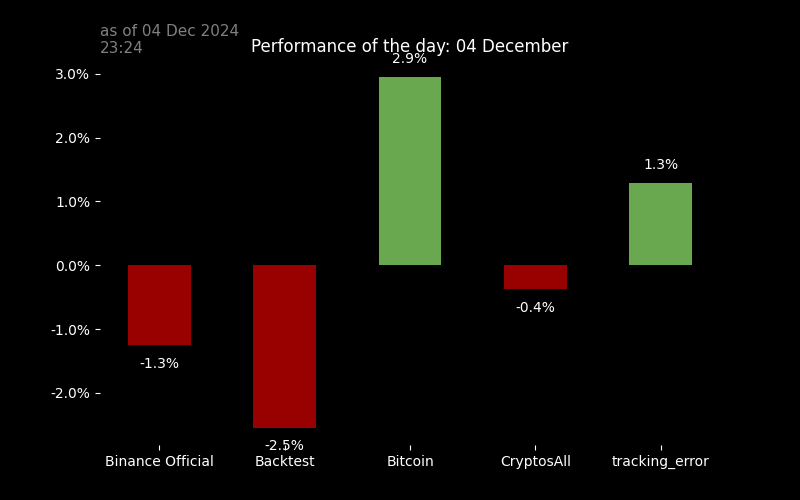 as of 04 Dec 2024
23:24
Performance of the day: 04 December
2.9%
3.0%
2.0%
1.3%
1.0%
0.0%
-0.4%
-1.0%
-1.3%
-2.0%
-2.5%
Binance Official
Backtest
Bitcoin
CryptosAll
tracking_error